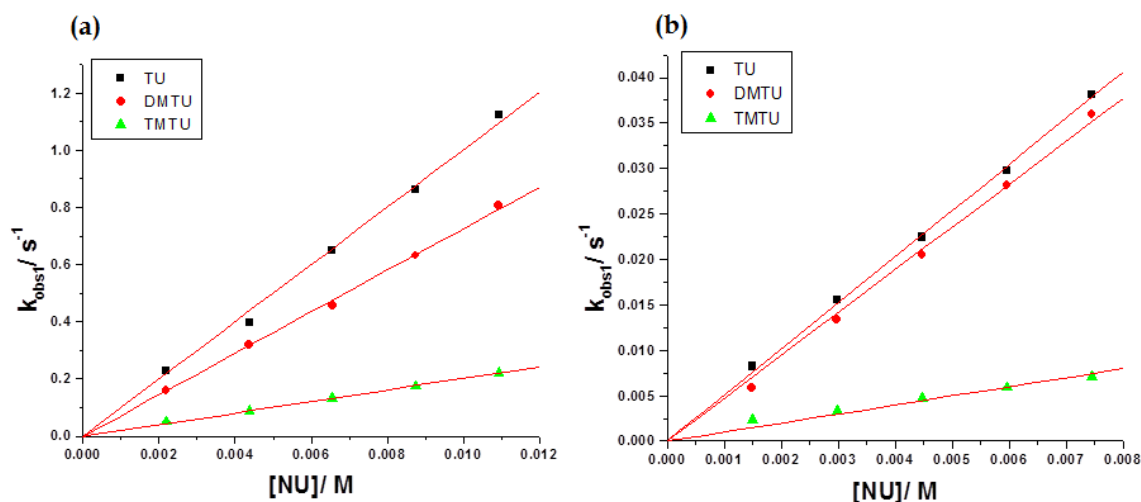 (a)
TU
DMTU
TMTU
1.2
1.0
0.8
0.6
0.4
0.2
0.0
0.000 0.002 0.004 0.006 0.008 0.010 0.012
k_obs1/ s⁻¹
[NU]/ M
(b)
TU
DMTU
TMTU
0.040
0.035
0.030
0.025
0.020
0.015
0.010
0.005
0.000
0.000 0.001 0.002 0.003 0.004 0.005 0.006 0.007 0.008
k_obs1/ s⁻¹
[NU]/ M